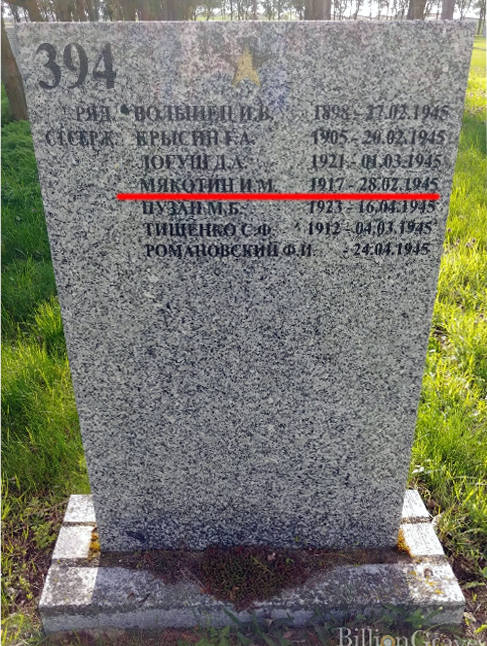 394
РЯД. ВОЛЫНЕЦ И.В. 1898 - 27.02.1945
СТ.СЕРЖ. КРЫСИН Г.А. 1905 - 20.02.1945
ЛОГУШ Д.А. 1921 - 01.03.1945
МЯКОТИН И.М. 1917 - 28.02.1945
ПУЗАН М.Б. 1923 - 16.04.1945
ТИЩЕНКО С.Ф. 1912 - 04.03.1945
РОМАНОВСКИЙ Ф.И. - 24.04.1945
BillionGraves